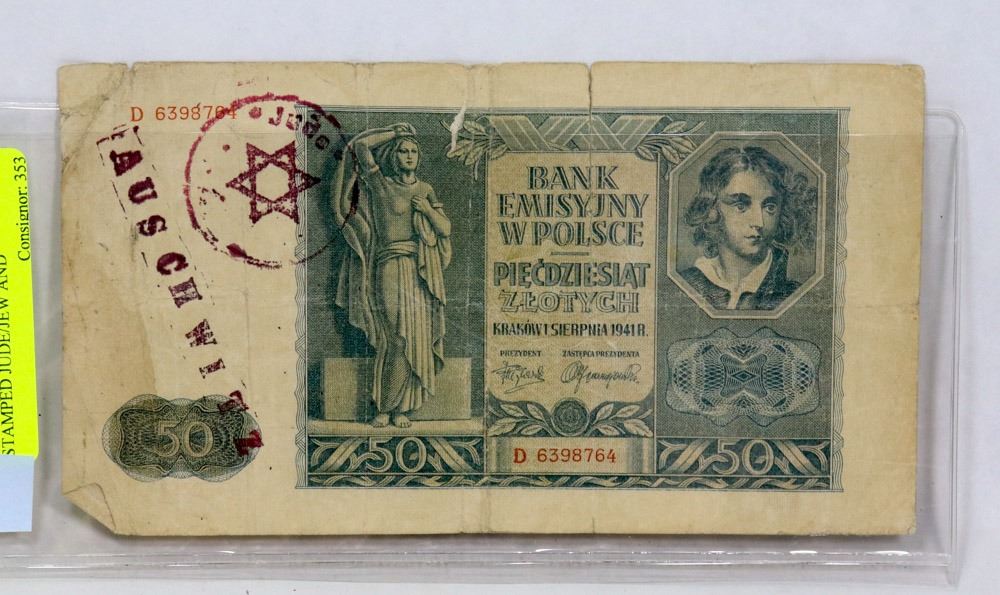 D 6398764
JUDe
AUSCHWITZ
BANK
EMISYJNY
W POLSCE
PIĘĆDZIESIĄT
ZŁOTYCH
KRAKÓW 1 SIERPNIA 1941 R.
PREZYDENT ZASTĘPCA PREZYDENTA
50
50
D 6398764
50
Consignor: 353
STAMPED JUDE/JEW AND